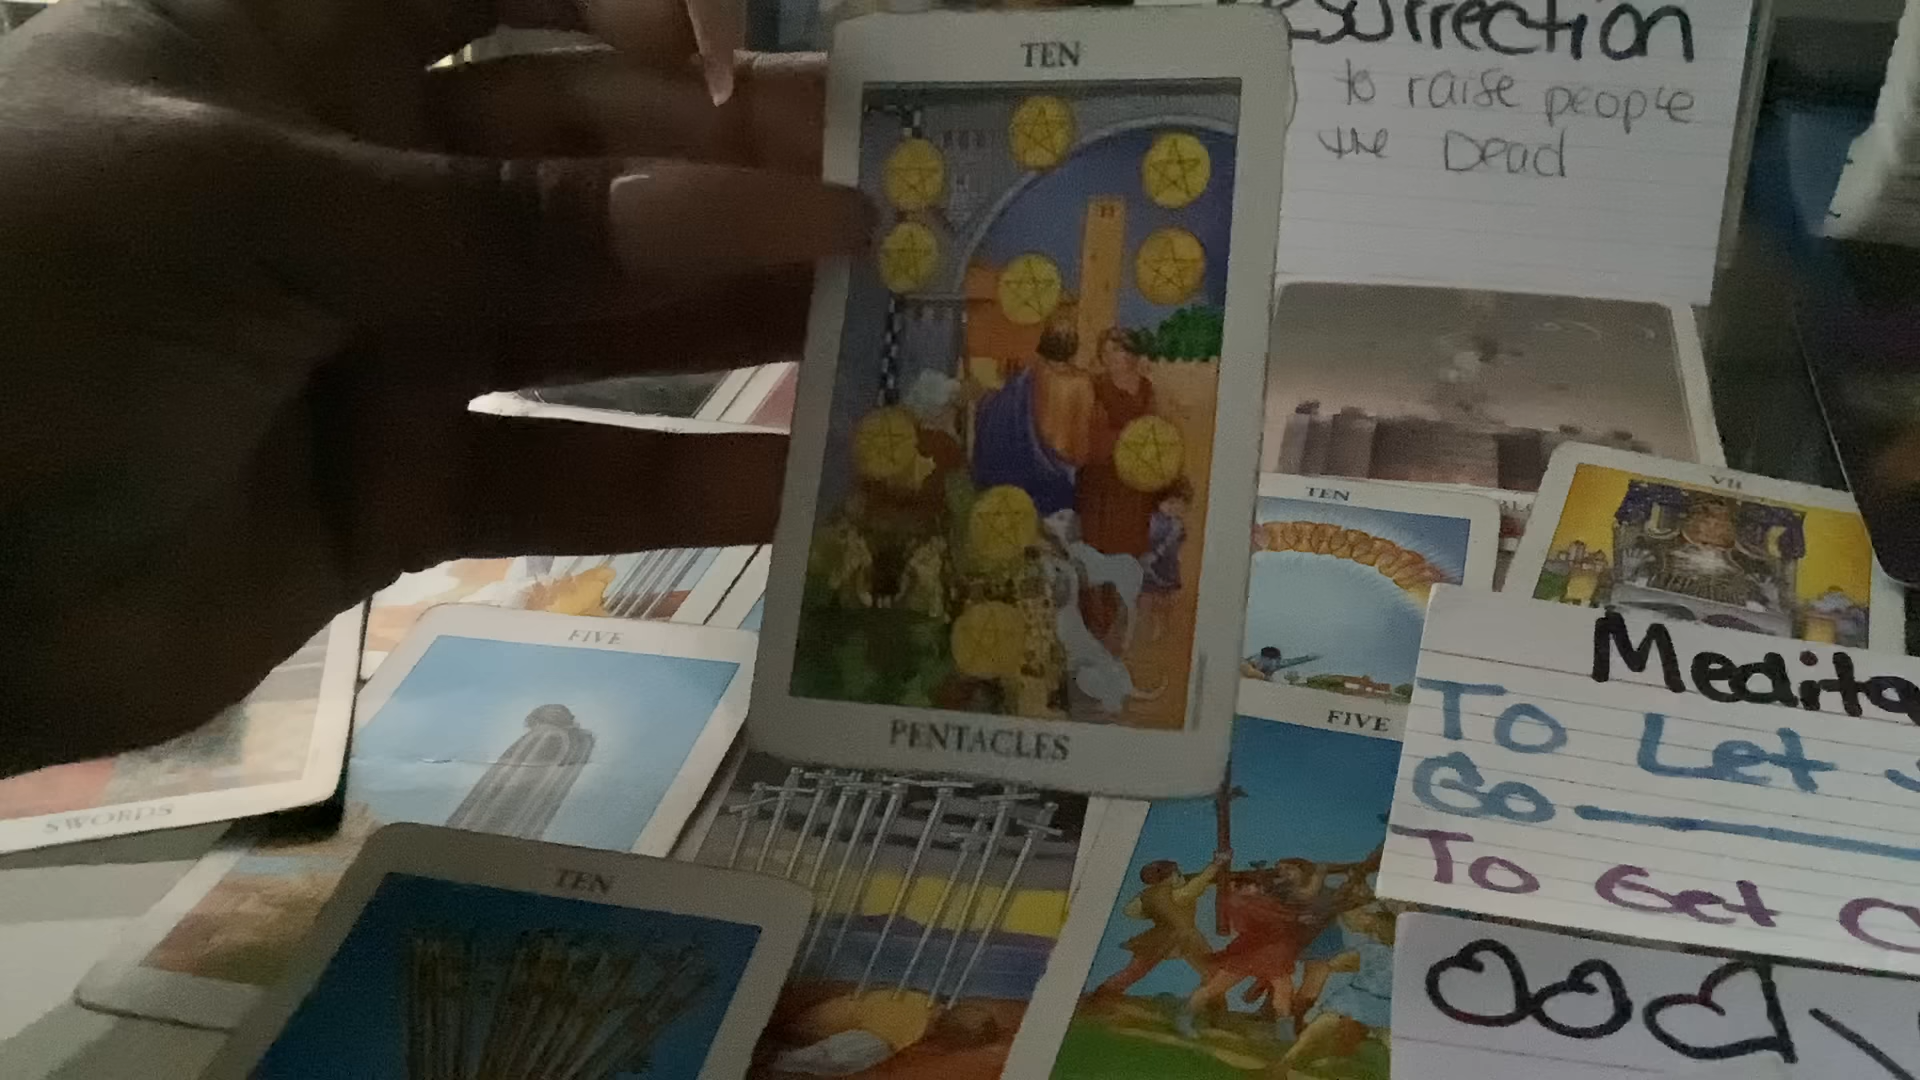 TEN
PENTACLES
surrection
to raise people
the Dead
TEN
VII
FIVE
FIVE
SWORDS
TEN
Medita
To Let
Go
To Get